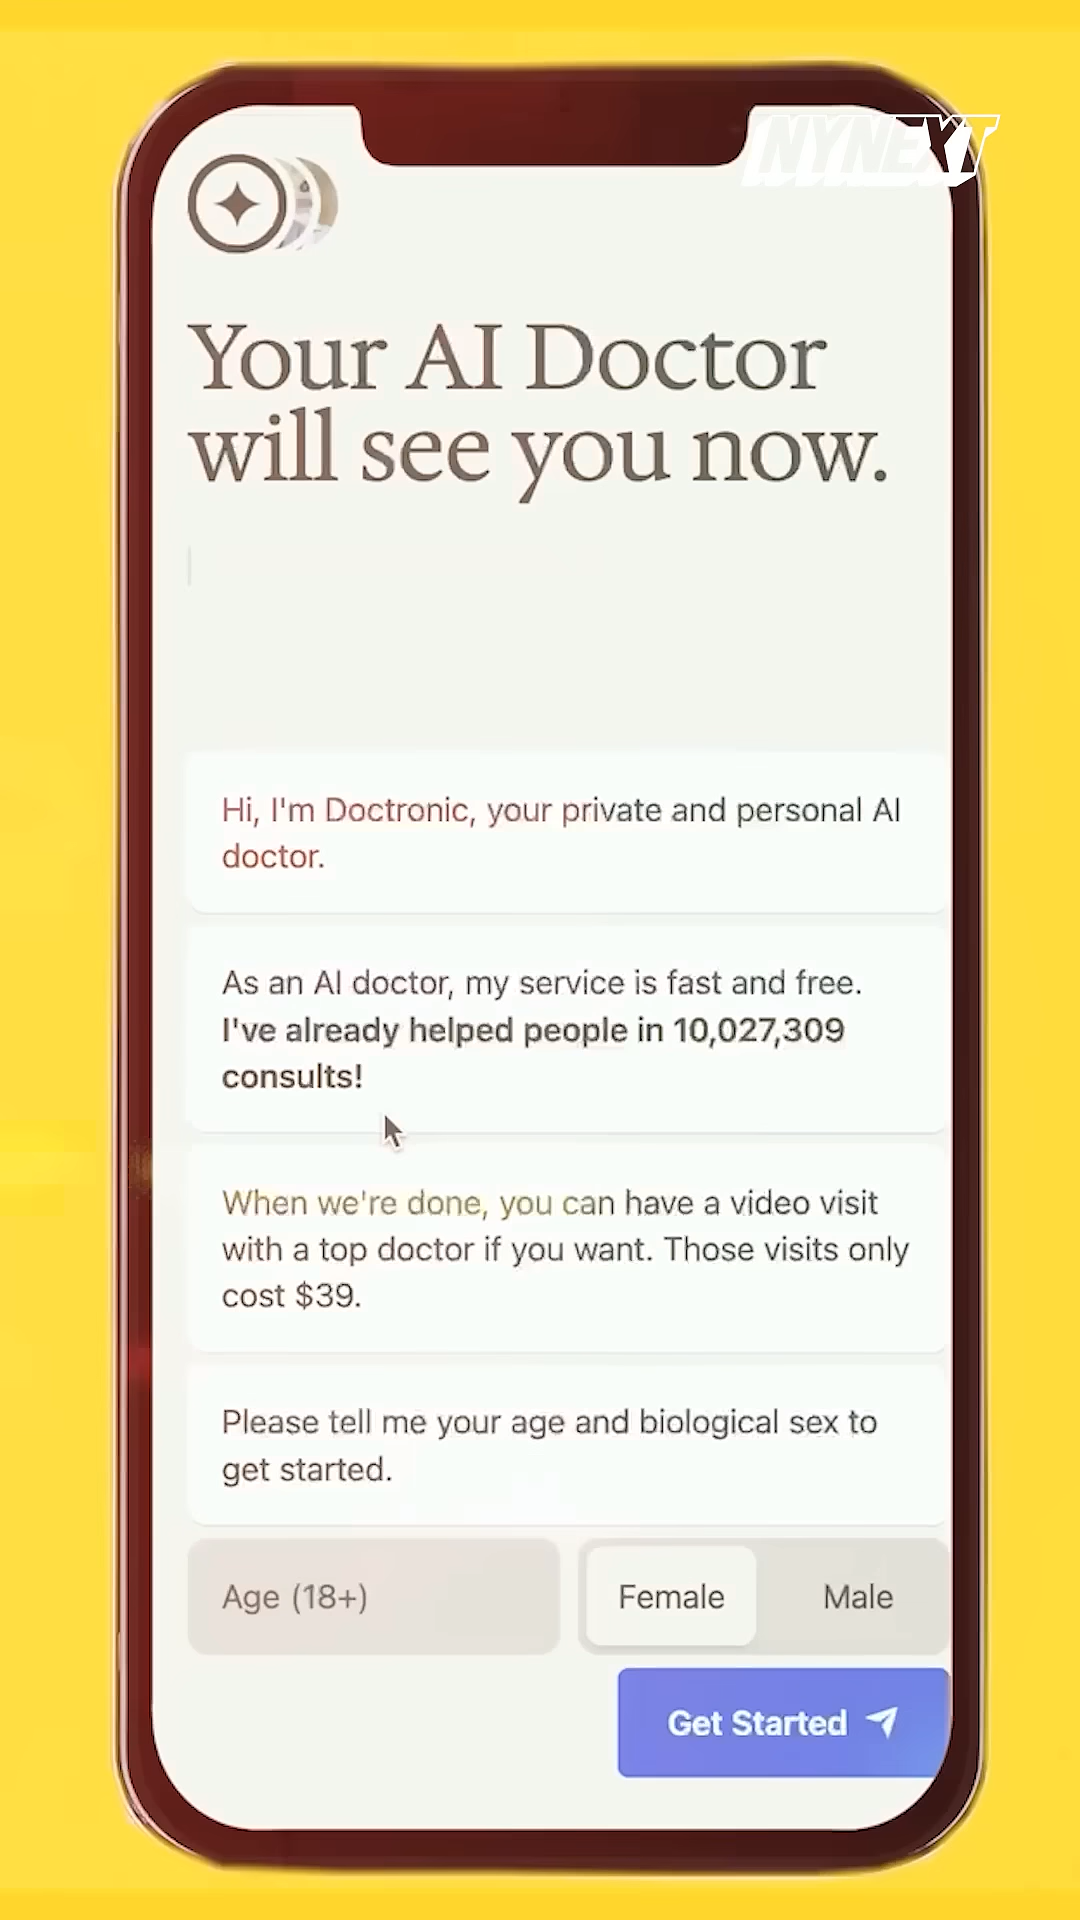 NYNEXT
Your AI Doctor
will see you now.
Hi, I'm Doctronic, your private and personal AI
doctor.
As an AI doctor, my service is fast and free.
I've already helped people in 10,027,309
consults!
When we're done, you can have a video visit
with a top doctor if you want. Those visits only
cost $39.
Please tell me your age and biological sex to
get started.
Age (18+)
Female
Male
Get Started